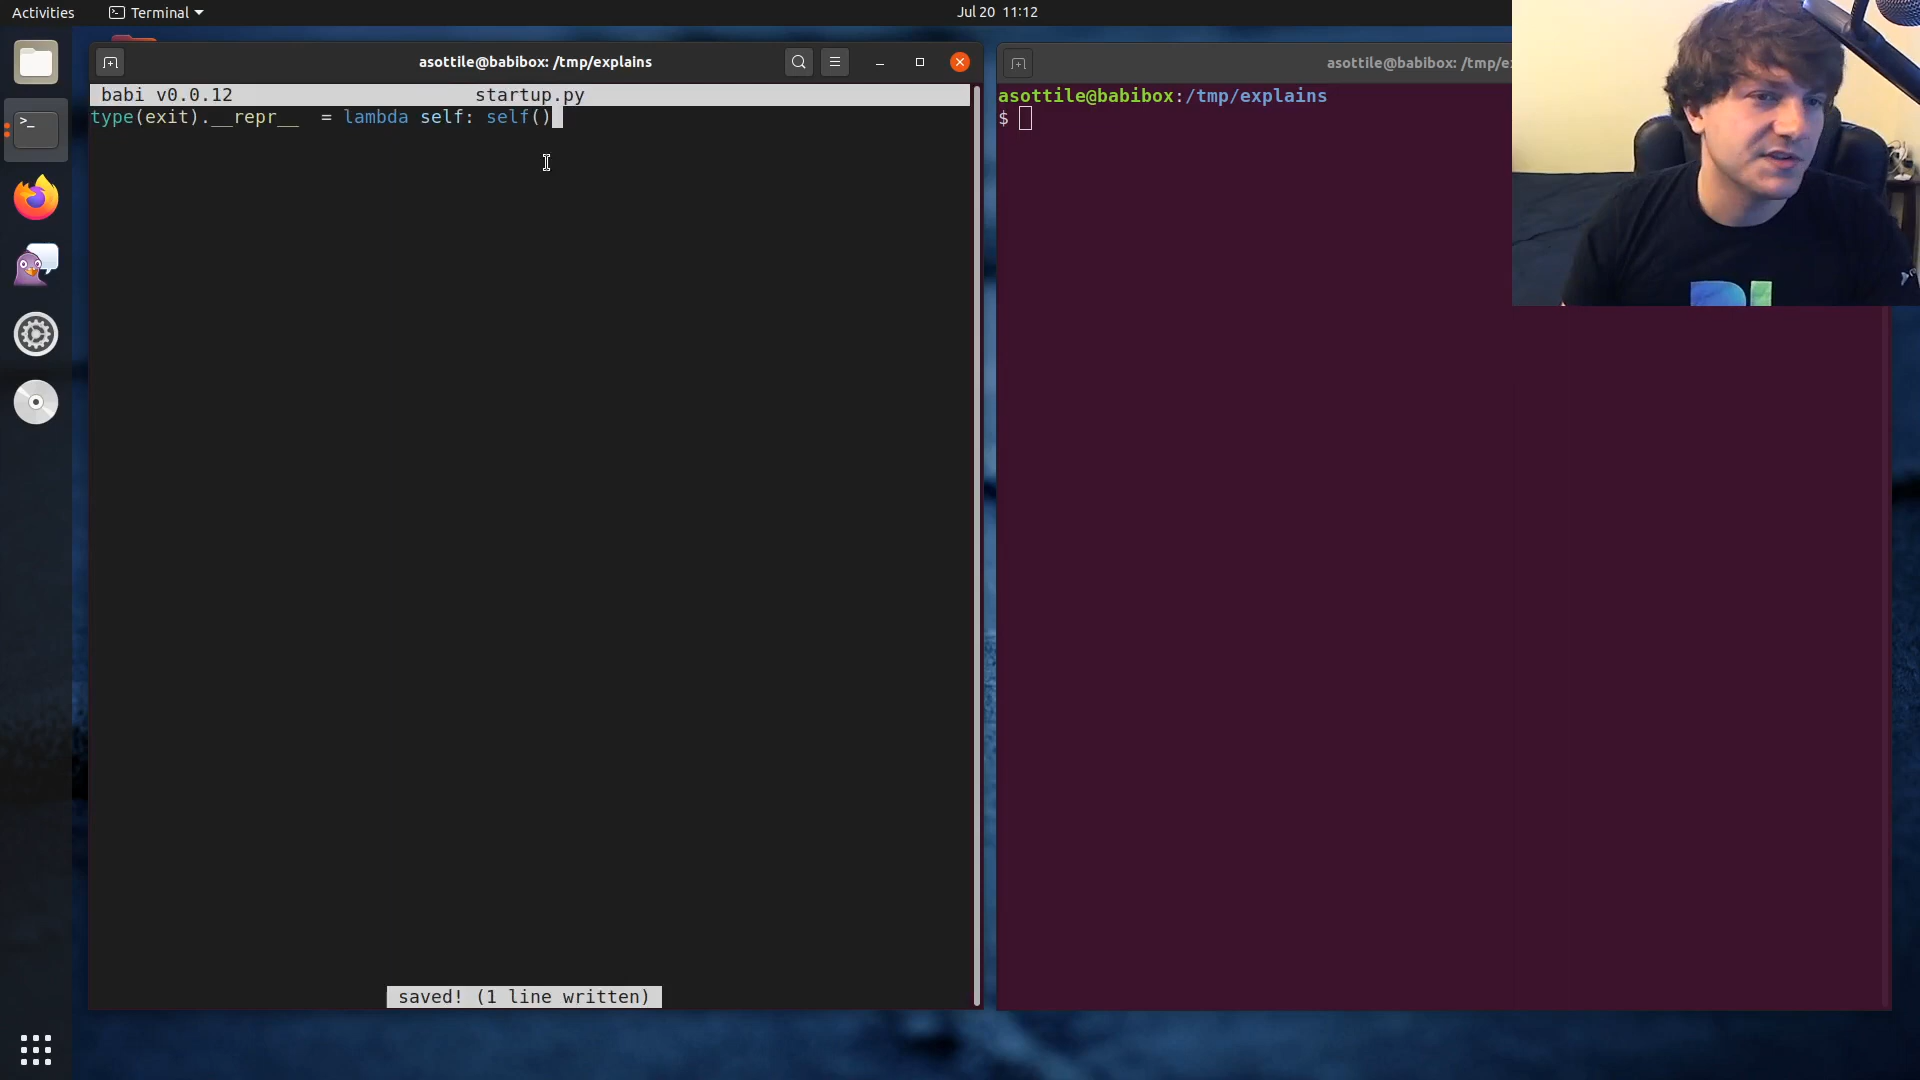 Activities
Terminal
Jul 20 11:12
asottile@babibox: /tmp/explains
babi v0.0.12 startup.py
type(exit).__repr__  = lambda self: self()
saved! (1 line written)
asottile@babibox: /tmp/e
asottile@babibox:/tmp/explains
$